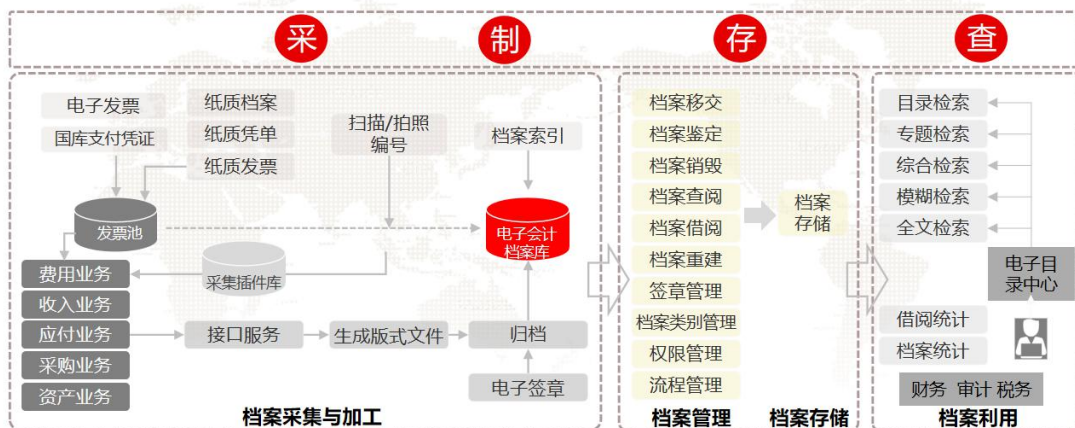 采
制
存
查
电子发票
国库支付凭证
纸质档案
纸质凭单
纸质发票
扫描/拍照
编号
档案索引
发票池
电子会计
档案库
采集插件库
费用业务
收入业务
应付业务
采购业务
资产业务
接口服务
生成版式文件
归档
电子签章
档案采集与加工
档案移交
档案鉴定
档案销毁
档案查阅
档案借阅
档案重建
签章管理
档案类别管理
权限管理
流程管理
档案
存储
档案管理
档案存储
目录检索
专题检索
综合检索
模糊检索
全文检索
电子目
录中心
借阅统计
档案统计
财务 审计 税务
档案利用